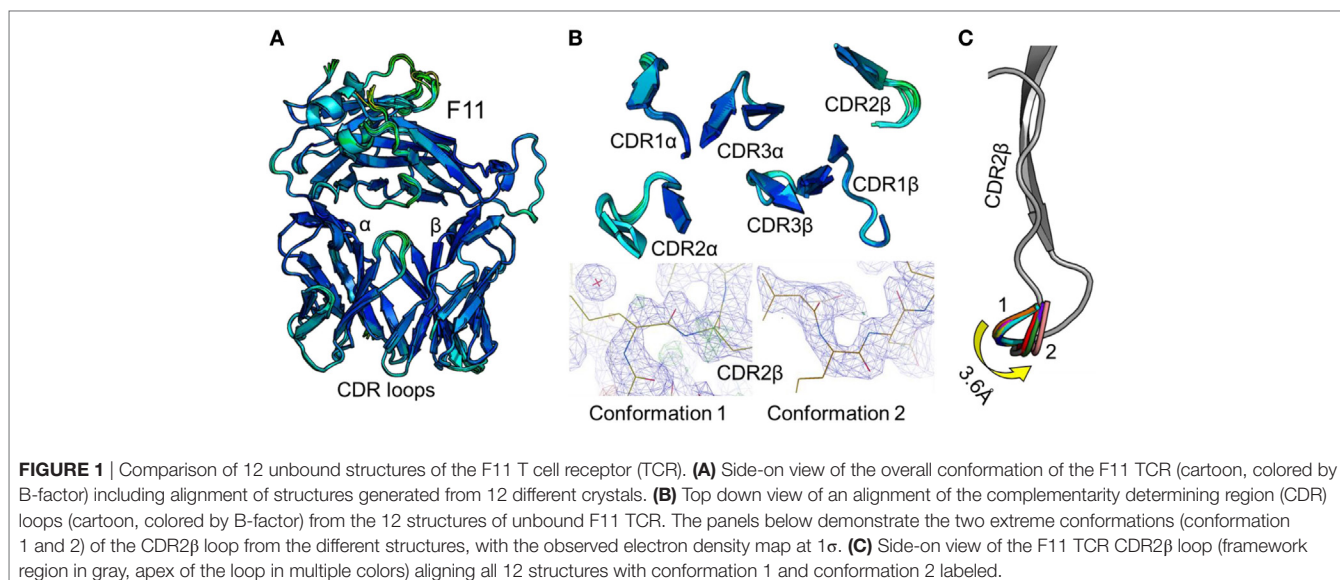 A
F11
α
β
CDR loops
B
CDR1α
CDR3α
CDR2β
CDR2α
CDR3β
CDR1β
CDR2β
Conformation 1
Conformation 2
C
CDR2β
1
2
3.6Å
FIGURE 1 | Comparison of 12 unbound structures of the F11 T cell receptor (TCR). (A) Side-on view of the overall conformation of the F11 TCR (cartoon, colored by
B-factor) including alignment of structures generated from 12 different crystals. (B) Top down view of an alignment of the complementarity determining region (CDR)
loops (cartoon, colored by B-factor) from the 12 structures of unbound F11 TCR. The panels below demonstrate the two extreme conformations (conformation
1 and 2) of the CDR2β loop from the different structures, with the observed electron density map at 1σ. (C) Side-on view of the F11 TCR CDR2β loop (framework
region in gray, apex of the loop in multiple colors) aligning all 12 structures with conformation 1 and conformation 2 labeled.